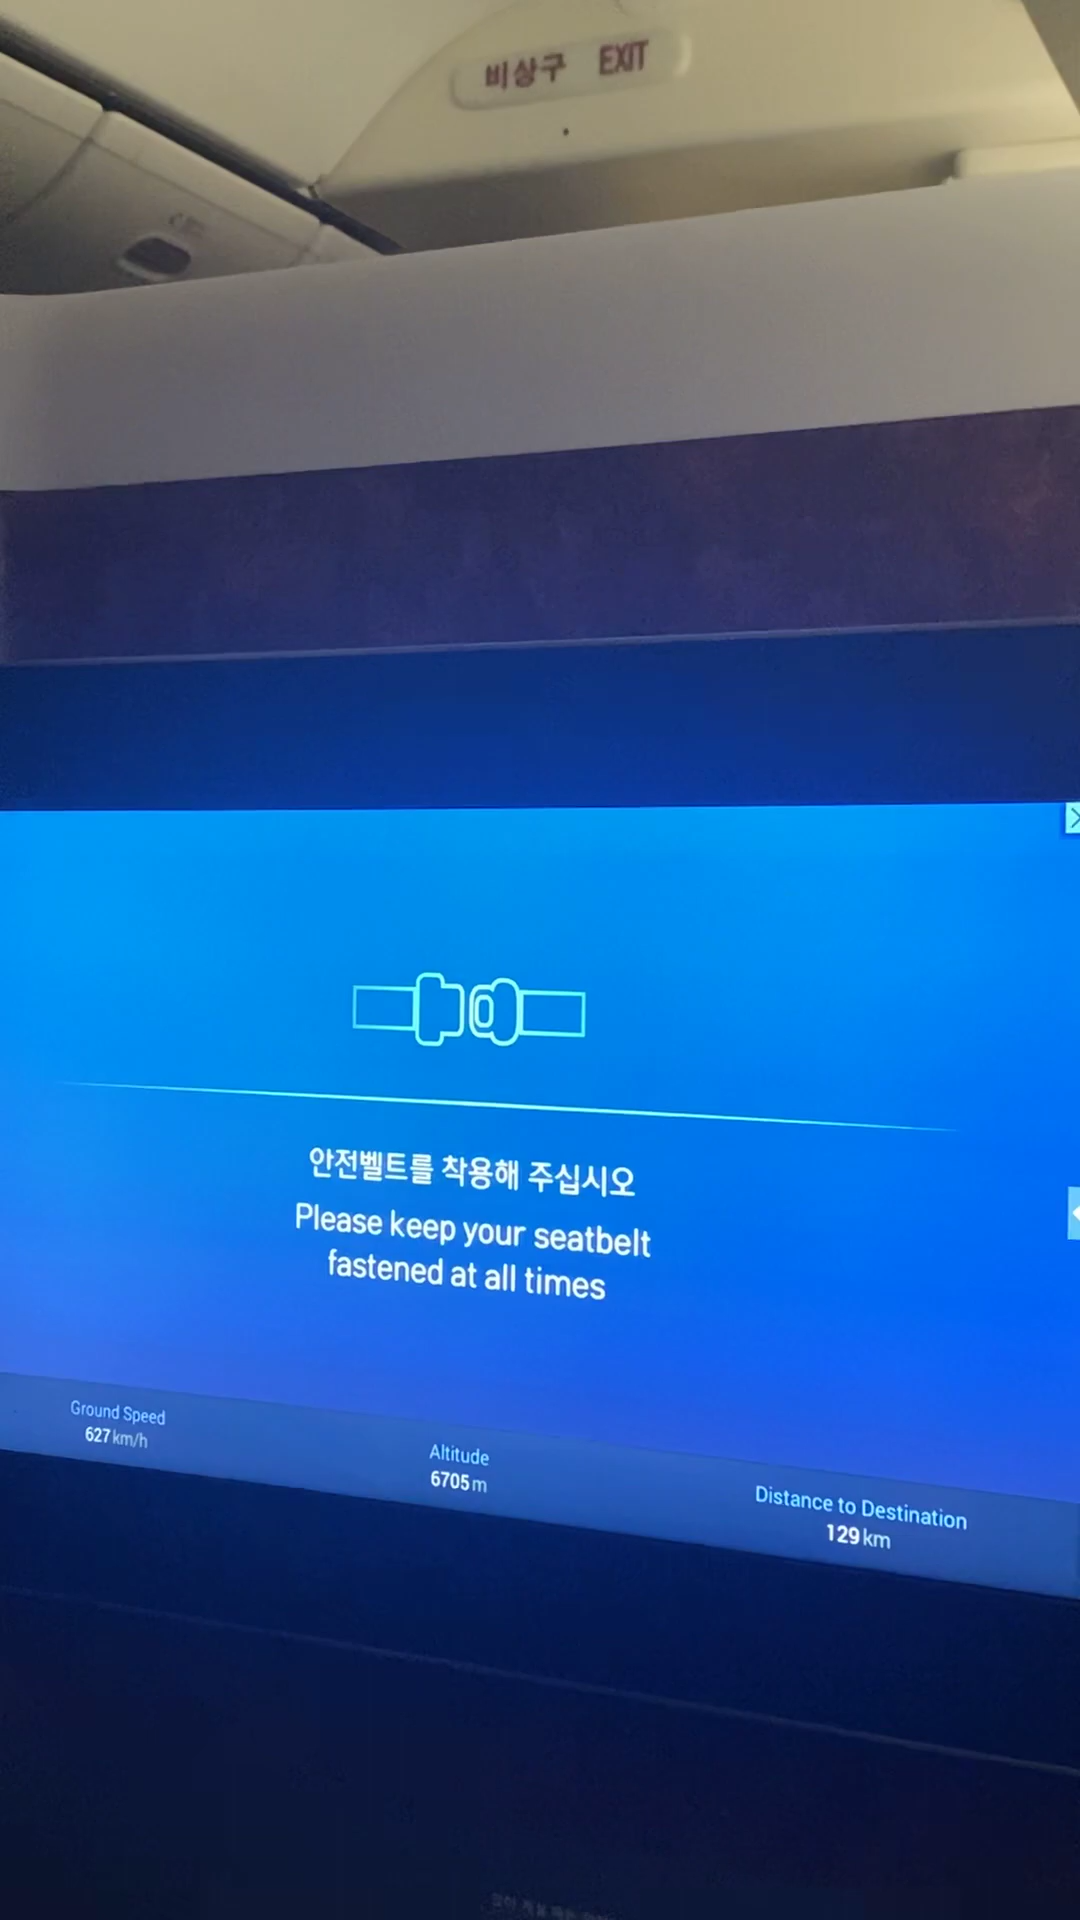 비상구 EXIT
안전벨트를 착용해 주십시오
Please keep your seatbelt
fastened at all times
Ground Speed
627 km/h
Altitude
6705 m
Distance to Destination
129 km